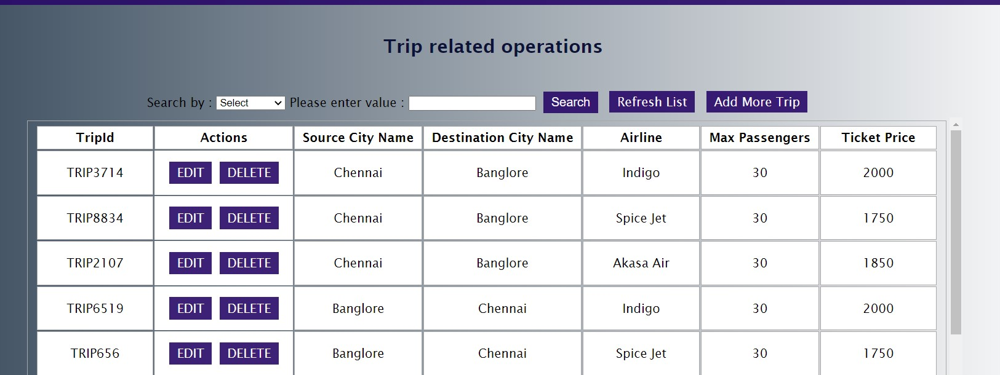 Trip related operations
Search by : Select Please enter value : Search Refresh List Add More Trip
TripId Actions Source City Name Destination City Name Airline Max Passengers Ticket Price
TRIP3714 EDIT DELETE Chennai Banglore Indigo 30 2000
TRIP8834 EDIT DELETE Chennai Banglore Spice Jet 30 1750
TRIP2107 EDIT DELETE Chennai Banglore Akasa Air 30 1850
TRIP6519 EDIT DELETE Banglore Chennai Indigo 30 2000
TRIP656 EDIT DELETE Banglore Chennai Spice Jet 30 1750